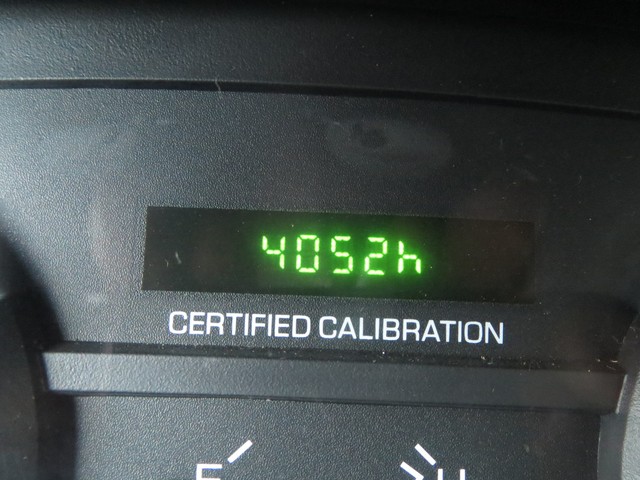 4052h
CERTIFIED CALIBRATION
F H